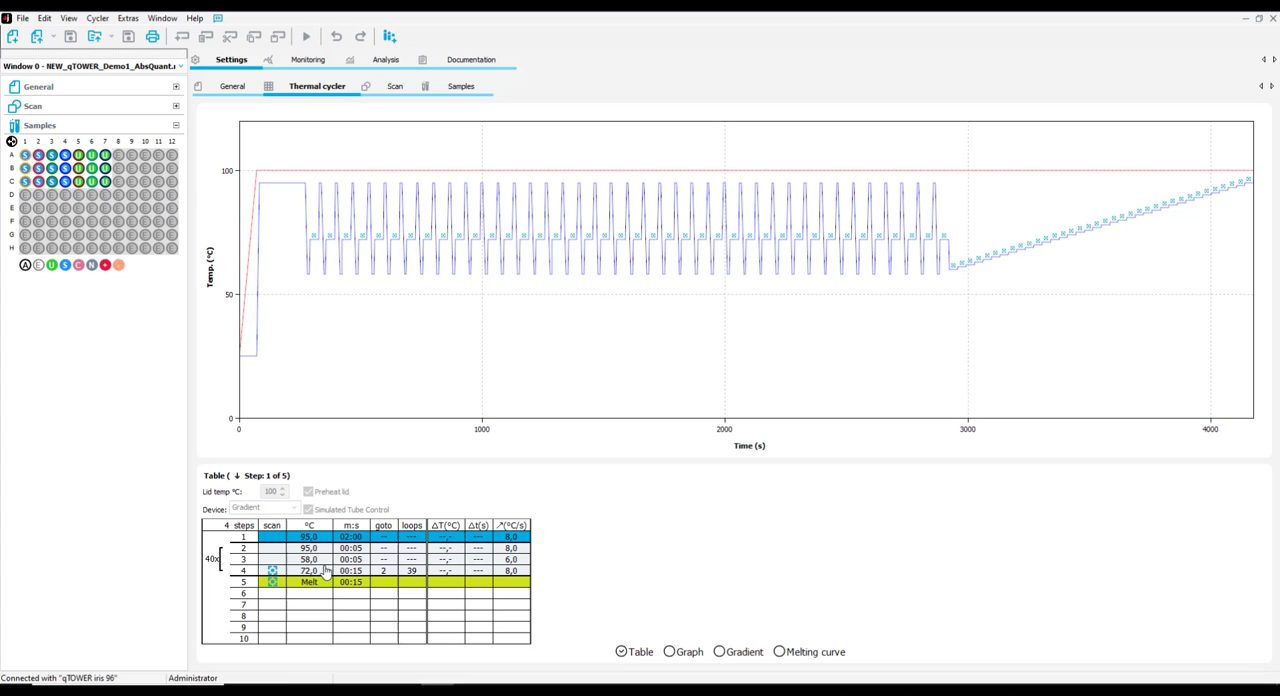 File Edit View Cycler Extras Window Help
Window 0 - NEW_qTOWER_Demo1_AbsQuant.
Settings Monitoring Analysis Documentation
General Thermal cycler Scan Samples
General
Scan
Samples
1 2 3 4 5 6 7 8 9 10 11 12
A S S S S U U U E E E E E
B S S S S U U U E E E E E
C S S S S U U U E E E E E
D E E E E E E E E E E E E
E E E E E E E E E E E E E
F E E E E E E E E E E E E
G E E E E E E E E E E E E
H E E E E E E E E E E E E
A E U S C N
100
50
0
Temp. (°C)
0 1000 2000 3000 4000
Time (s)
Table ( ↓ Step: 1 of 5)
Lid temp °C: 100 Preheat lid
Device: Gradient Simulated Tube Control
4 steps scan °C m:s goto loops ΔT(°C) Δt(s) ↗(°C/s)
1 95,0 02:00 -- --- --,- --- 8,0
2 95,0 00:05 -- --- --,- --- 8,0
40x 3 58,0 00:05 -- --- --,- --- 6,0
4 72,0 00:15 2 39 --,- --- 8,0
5 Melt 00:15
6
7
8
9
10
Table Graph Gradient Melting curve
Connected with "qTOWER iris 96" Administrator